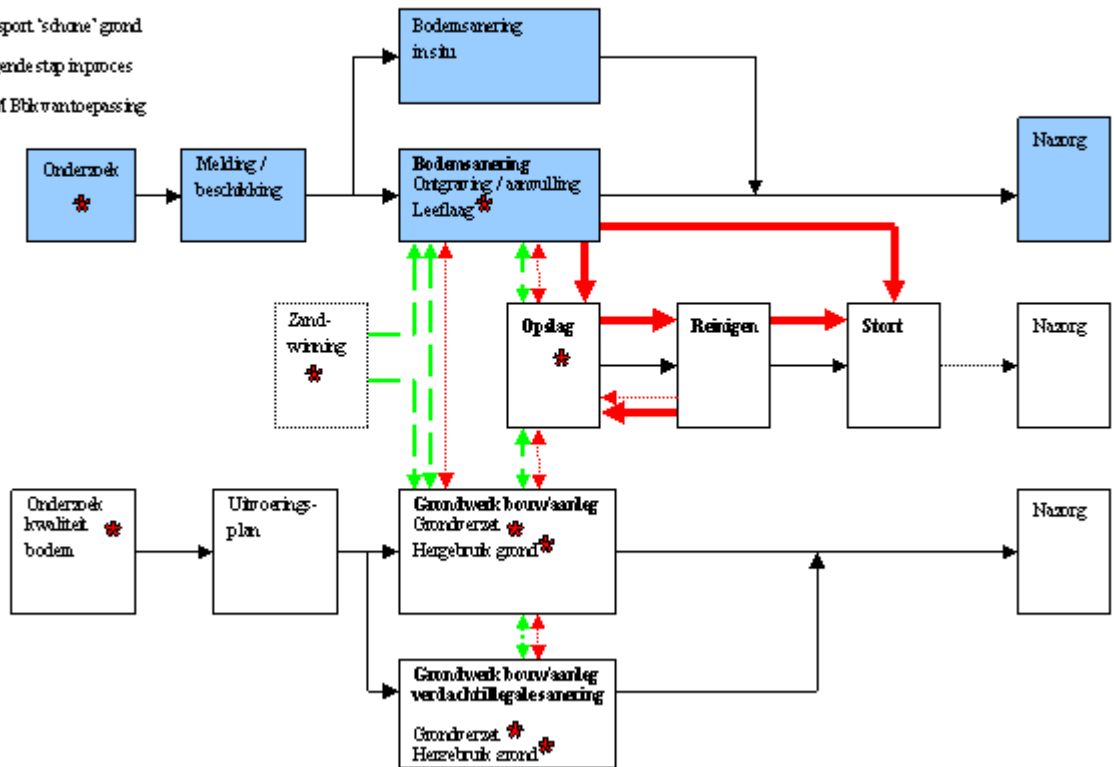 sport 'schone' grond
ende stap in proces
M Bbk van toepassing
Bodemsanering
in situ
Onderzoek
Melding /
beschikking
Bodemsanering
Ontgraving / aanvulling
Leeflaag
Nazorg
Zand-
winning
Opslag
Reinigen
Stort
Nazorg
Onderzoek
kwaliteit
bodem
Uitvoerings-
plan
Grondwerk bouw/aanleg
Grondverzet
Hergebruik grond
Nazorg
Grondwerk bouw/aanleg
verdacht illegale sanering
Grondverzet
Hergebruik grond